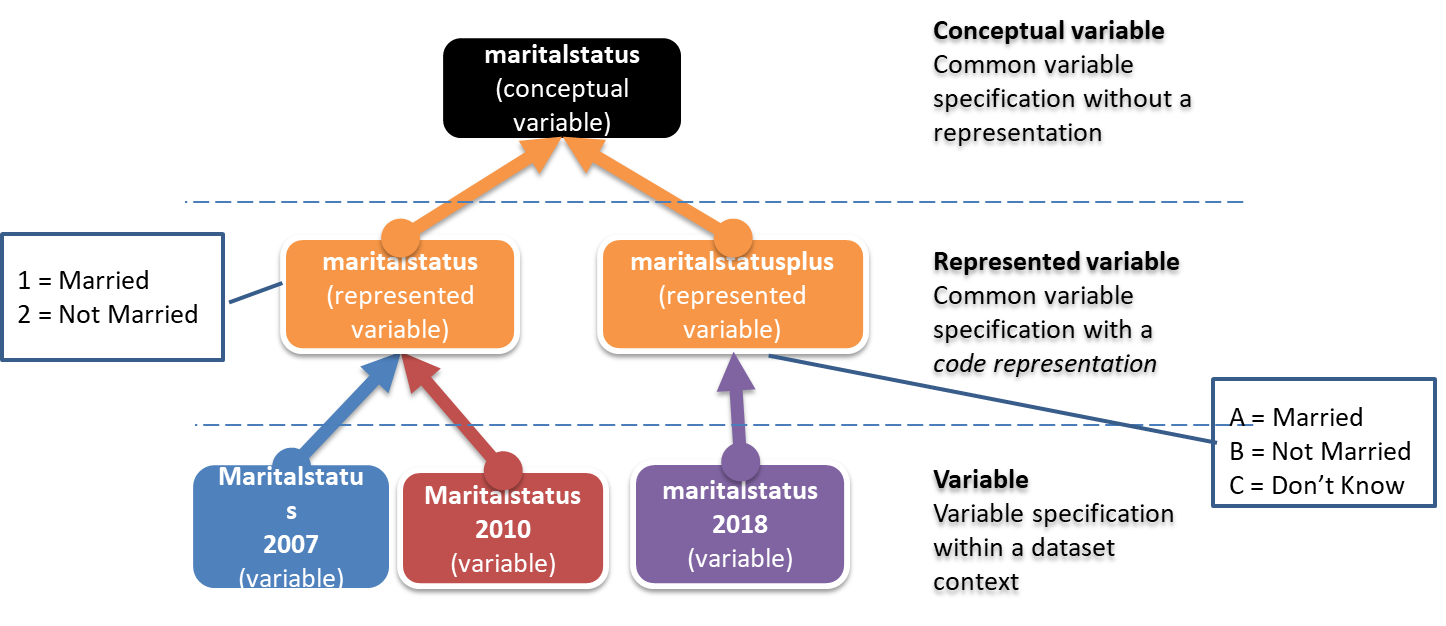 maritalstatus
(conceptual
variable)
Conceptual variable
Common variable
specification without a
representation
1 = Married
2 = Not Married
maritalstatus
(represented
variable)
maritalstatusplus
(represented
variable)
Represented variable
Common variable
specification with a
code representation
A = Married
B = Not Married
C = Don’t Know
Maritalstatu
s
2007
(variable)
Maritalstatus
2010
(variable)
maritalstatus
2018
(variable)
Variable
Variable specification
within a dataset
context